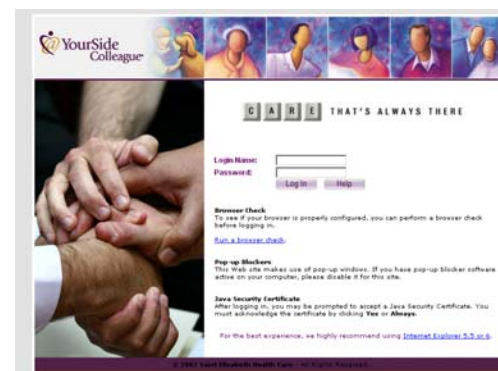 @YourSide
Colleague
C A R E THAT'S ALWAYS THERE
Login Name:
Password:
Log In Help
Browser Check
To see if your browser is properly configured, you can perform a browser check
before logging in.
Run a browser check.
Pop-up Blockers
This Web site makes use of pop-up windows. If you have pop-up blocker software
active on your computer, please disable it for this site.
Java Security Certificate
After logging in, you may be prompted to accept a Java Security Certificate. You
must acknowledge the certificate by clicking Yes or Always.
For the best experience, we highly recommend using Internet Explorer 5.5 or 6.
© 2007 Saint Elizabeth Health Care - All Rights Reserved.